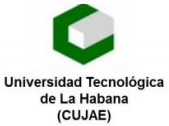 Universidad Tecnológica
de La Habana
(CUJAE)